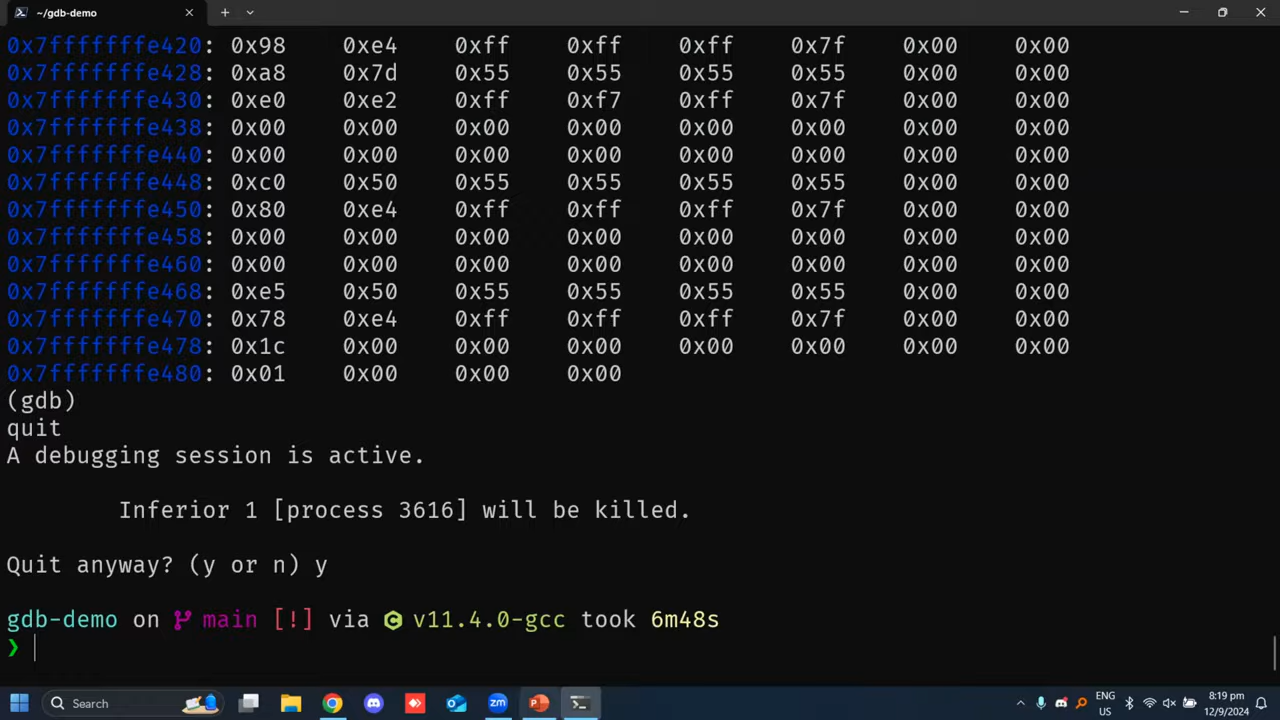 ~/gdb-demo
0x7fffffffe420: 0x98 0xe4 0xff 0xff 0xff 0x7f 0x00 0x00
0x7fffffffe428: 0xa8 0x7d 0x55 0x55 0x55 0x55 0x00 0x00
0x7fffffffe430: 0xe0 0xe2 0xff 0xf7 0xff 0x7f 0x00 0x00
0x7fffffffe438: 0x00 0x00 0x00 0x00 0x00 0x00 0x00 0x00
0x7fffffffe440: 0x00 0x00 0x00 0x00 0x00 0x00 0x00 0x00
0x7fffffffe448: 0xc0 0x50 0x55 0x55 0x55 0x55 0x00 0x00
0x7fffffffe450: 0x80 0xe4 0xff 0xff 0xff 0x7f 0x00 0x00
0x7fffffffe458: 0x00 0x00 0x00 0x00 0x00 0x00 0x00 0x00
0x7fffffffe460: 0x00 0x00 0x00 0x00 0x00 0x00 0x00 0x00
0x7fffffffe468: 0xe5 0x50 0x55 0x55 0x55 0x55 0x00 0x00
0x7fffffffe470: 0x78 0xe4 0xff 0xff 0xff 0x7f 0x00 0x00
0x7fffffffe478: 0x1c 0x00 0x00 0x00 0x00 0x00 0x00 0x00
0x7fffffffe480: 0x01 0x00 0x00 0x00
(gdb)
quit
A debugging session is active.
Inferior 1 [process 3616] will be killed.
Quit anyway? (y or n) y
gdb-demo on main [!] via C v11.4.0-gcc took 6m48s
❯
Search
zm
ENG
US
8:19 pm
12/9/2024